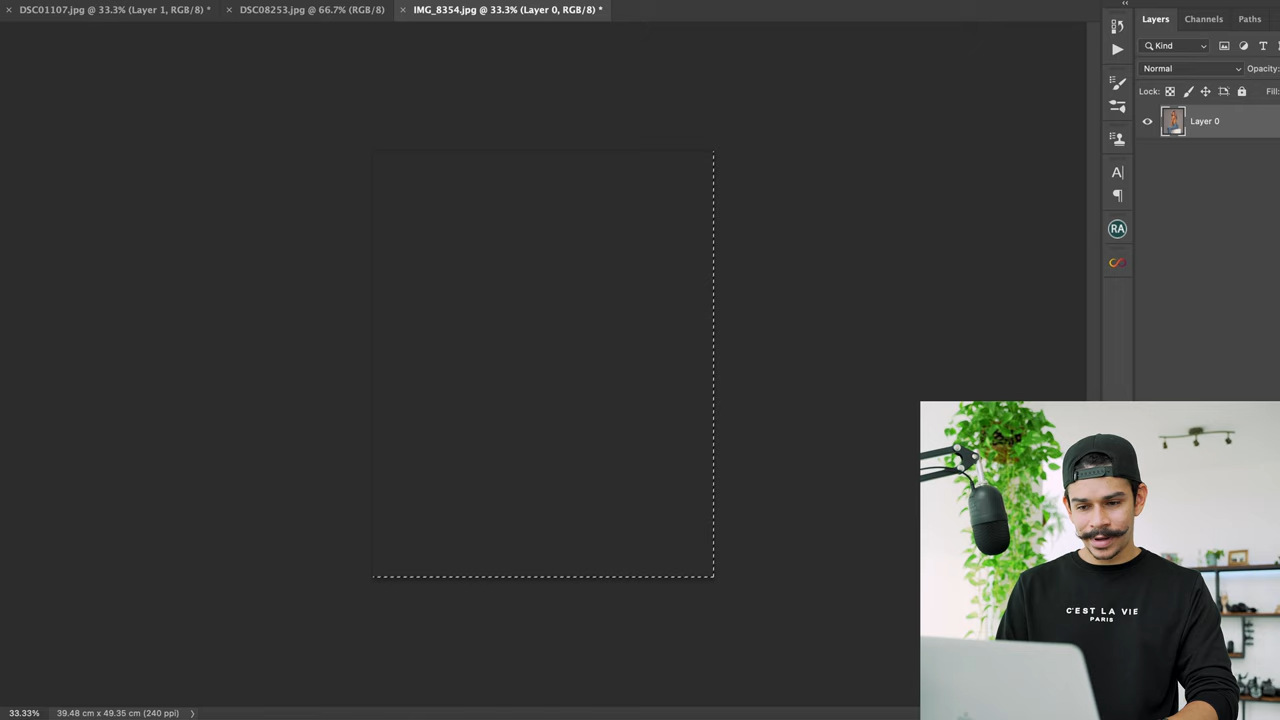 DSC01107.jpg @ 33.3% (Layer 1, RGB/8) *
DSC08253.jpg @ 66.7% (RGB/8)
IMG_8354.jpg @ 33.3% (Layer 0, RGB/8) *
Layers
Channels
Paths
Kind
Normal
Opacity:
Lock:
Fill:
Layer 0
A
RA
C'EST LA VIE
PARIS
33.33%
39.48 cm x 49.35 cm (240 ppi)